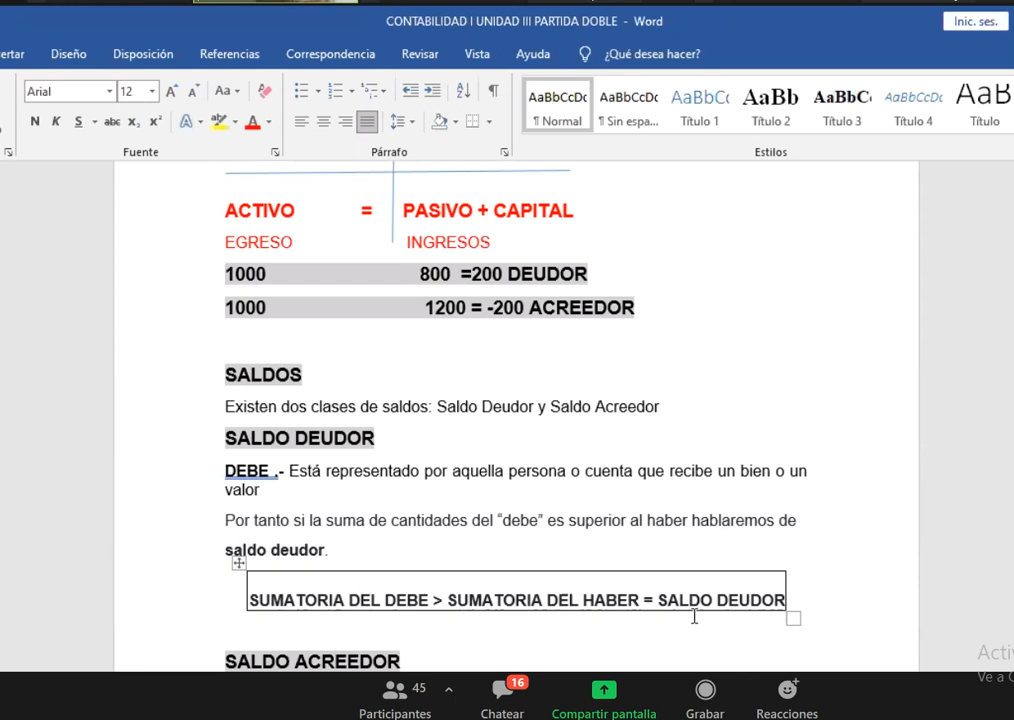 CONTABILIDAD I UNIDAD III PARTIDA DOBLE - Word
Inic. ses.
ertar Diseño Disposición Referencias Correspondencia Revisar Vista Ayuda ¿Qué desea hacer?
Arial 12 Aa
AaBbCcDc AaBbCcDc AaBbCc AaBb AaBbC AaBbCcDc AaB
N K S abc x₂ x² A A
¶ Normal ¶ Sin espa... Título 1 Título 2 Título 3 Título 4 Título
Fuente Párrafo Estilos
ACTIVO = PASIVO + CAPITAL
EGRESO INGRESOS
1000 800 =200 DEUDOR
1000 1200 = -200 ACREEDOR
SALDOS
Existen dos clases de saldos: Saldo Deudor y Saldo Acreedor
SALDO DEUDOR
DEBE .- Está representado por aquella persona o cuenta que recibe un bien o un
valor
Por tanto si la suma de cantidades del “debe” es superior al haber hablaremos de
saldo deudor.
SUMATORIA DEL DEBE > SUMATORIA DEL HABER = SALDO DEUDOR
SALDO ACREEDOR
Activ
Ve a C
45 16
Participantes Chatear Compartir pantalla Grabar Reacciones